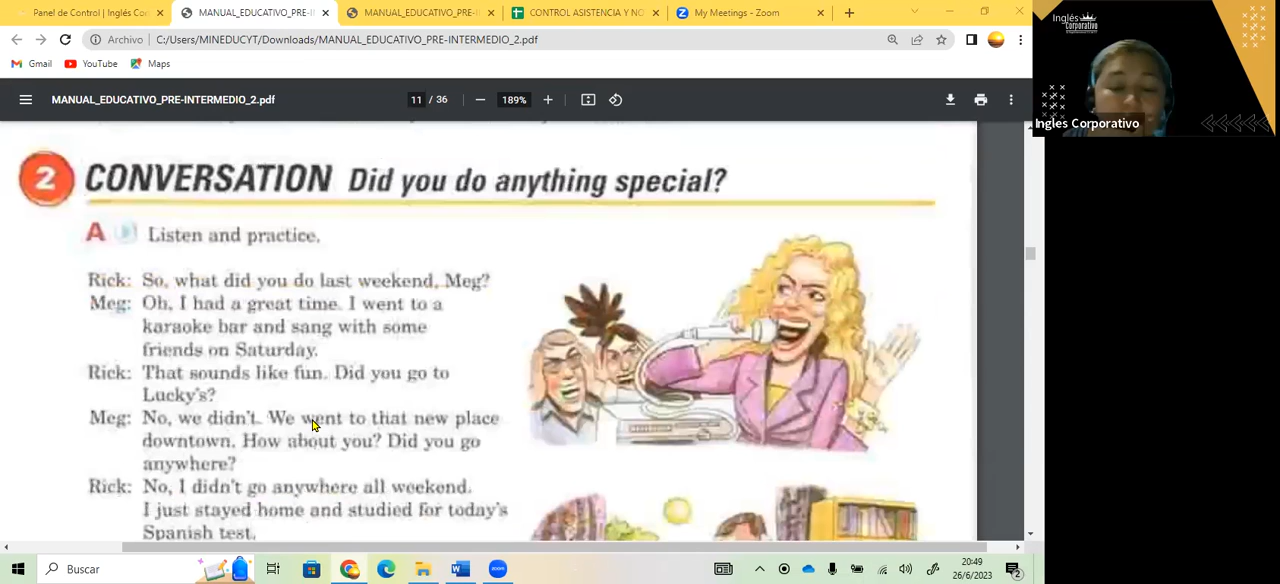 Panel de Control | Inglés Co
MANUAL_EDUCATIVO_PRE-I
MANUAL_EDUCATIVO_PRE-I
CONTROL ASISTENCIA Y NO
My Meetings - Zoom
Archivo
C:/Users/MINEDUCYT/Downloads/MANUAL_EDUCATIVO_PRE-INTERMEDIO_2.pdf
Gmail
YouTube
Maps
MANUAL_EDUCATIVO_PRE-INTERMEDIO_2.pdf
11 / 36
189%
Inglés
Corporativo
Ingles Corporativo
2 CONVERSATION Did you do anything special?
A Listen and practice.
Rick: So, what did you do last weekend, Meg?
Meg: Oh, I had a great time. I went to a
karaoke bar and sang with some
friends on Saturday.
Rick: That sounds like fun. Did you go to
Lucky's?
Meg: No, we didn't. We went to that new place
downtown. How about you? Did you go
anywhere?
Rick: No, I didn't go anywhere all weekend.
I just stayed home and studied for today's
Spanish test.
Buscar
20:49
26/6/2023
2